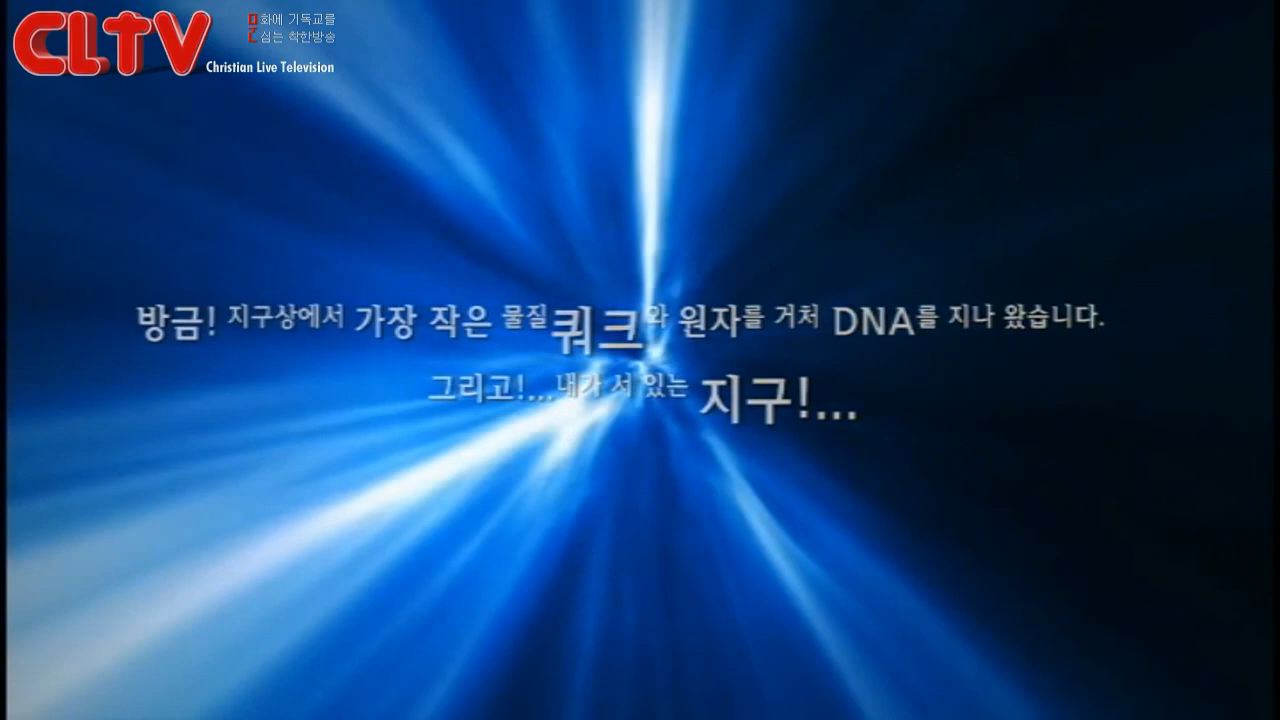 CLTV
문화에 기독교를
심는 착한방송
Christian Live Television
방금! 지구상에서 가장 작은 물질 쿼크와 원자를 거쳐 DNA를 지나 왔습니다.
그리고!...내가 서 있는 지구!...